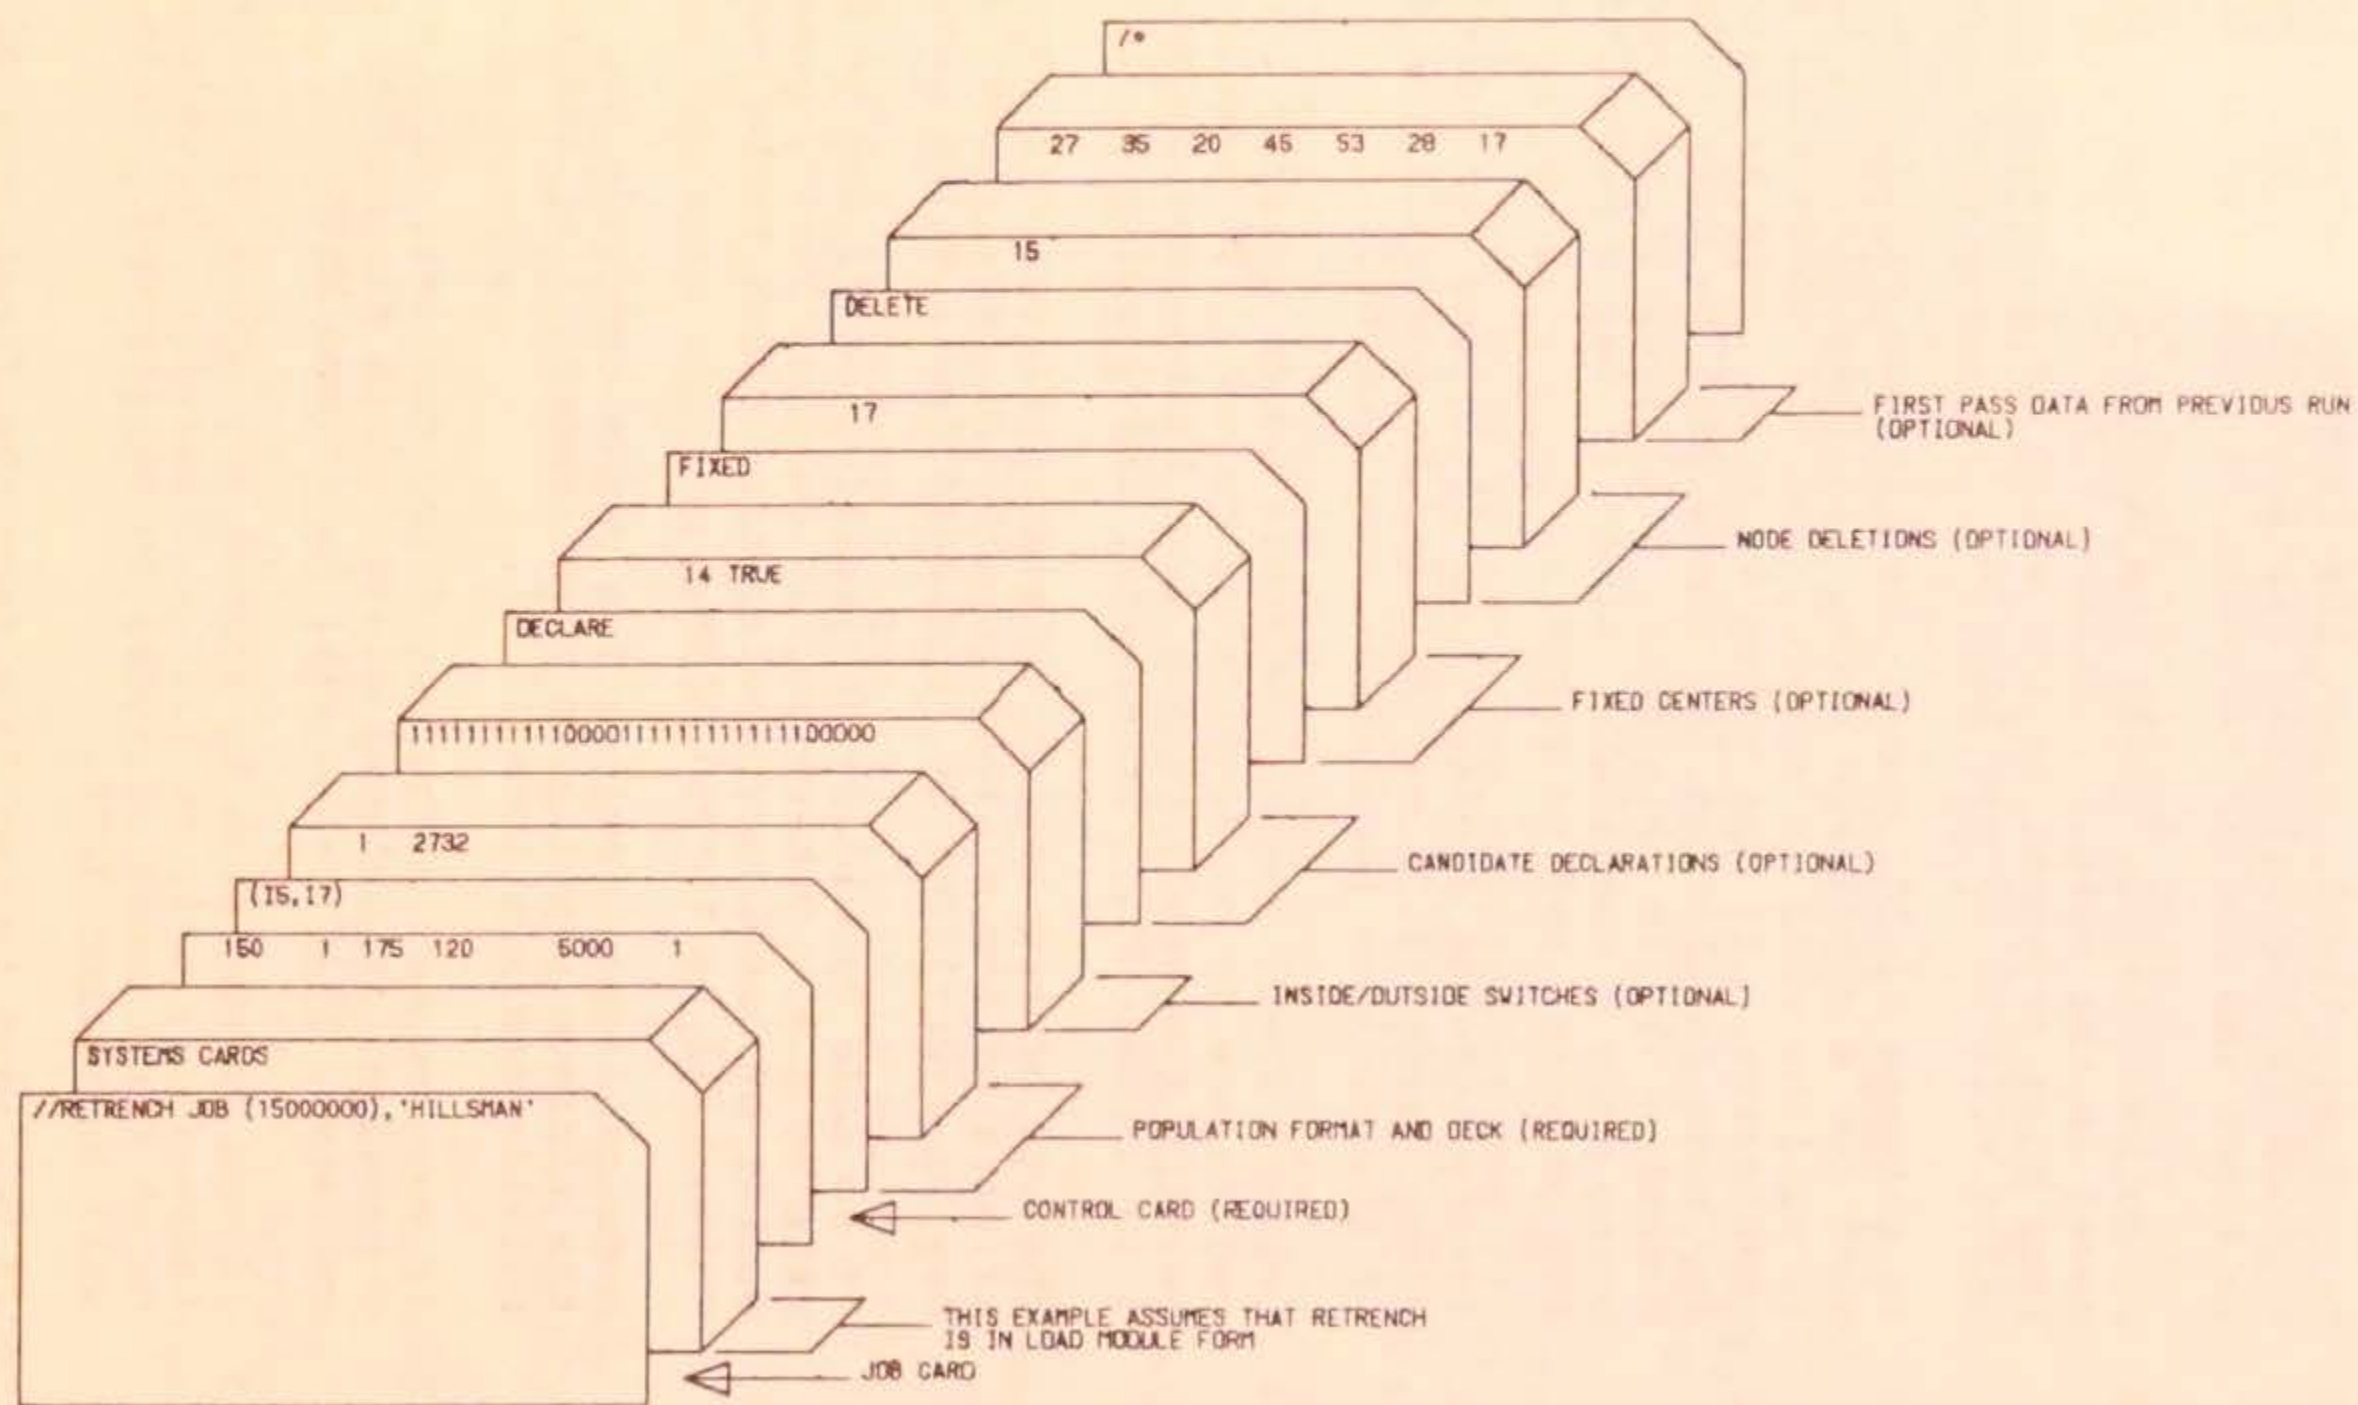 /*
27 35 20 45 53 28 17
15
DELETE
17
FIRST PASS DATA FROM PREVIOUS RUN
(OPTIONAL)
FIXED
NODE DELETIONS (OPTIONAL)
14 TRUE
DECLARE
FIXED CENTERS (OPTIONAL)
1 2732
CANDIDATE DECLARATIONS (OPTIONAL)
(I5,I7)
150 1 175 120 5000 1
INSIDE/OUTSIDE SWITCHES (OPTIONAL)
SYSTEMS CARDS
//RETRENCH JOB (15000000),'HILLSMAN'
POPULATION FORMAT AND DECK (REQUIRED)
CONTROL CARD (REQUIRED)
THIS EXAMPLE ASSUMES THAT RETRENCH
IS IN LOAD MODULE FORM
JOB CARD